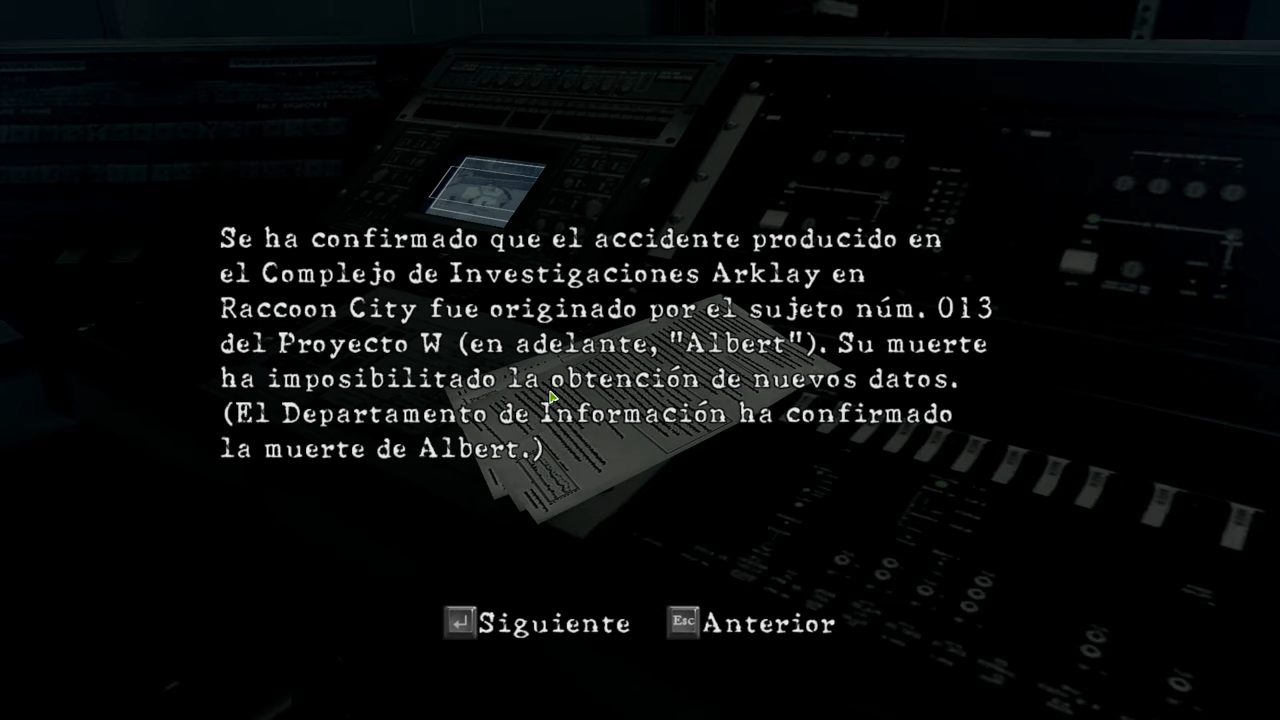 Se ha confirmado que el accidente producido en
el Complejo de Investigaciones Arklay en
Raccoon City fue originado por el sujeto núm. 013
del Proyecto W (en adelante, "Albert"). Su muerte
ha imposibilitado la obtención de nuevos datos.
(El Departamento de Información ha confirmado
la muerte de Albert.)
Siguiente Esc Anterior